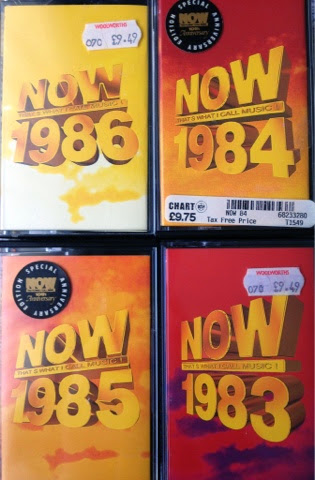 WOOLWORTHS
070 £9.49
NOW
THAT'S WHAT I CALL MUSIC!
1986
SPECIAL ANNIVERSARY EDITION
NOW
Anniversary
NOW
THAT'S WHAT I CALL MUSIC!
1984
CHART
£9.75
NOW 84
Tax Free Price
68233280
T1549
SPECIAL ANNIVERSARY EDITION
NOW
Anniversary
NOW
THAT'S WHAT I CALL MUSIC!
1985
WOOLWORTHS
070 £9.49
NOW
THAT'S WHAT I CALL MUSIC!
1983